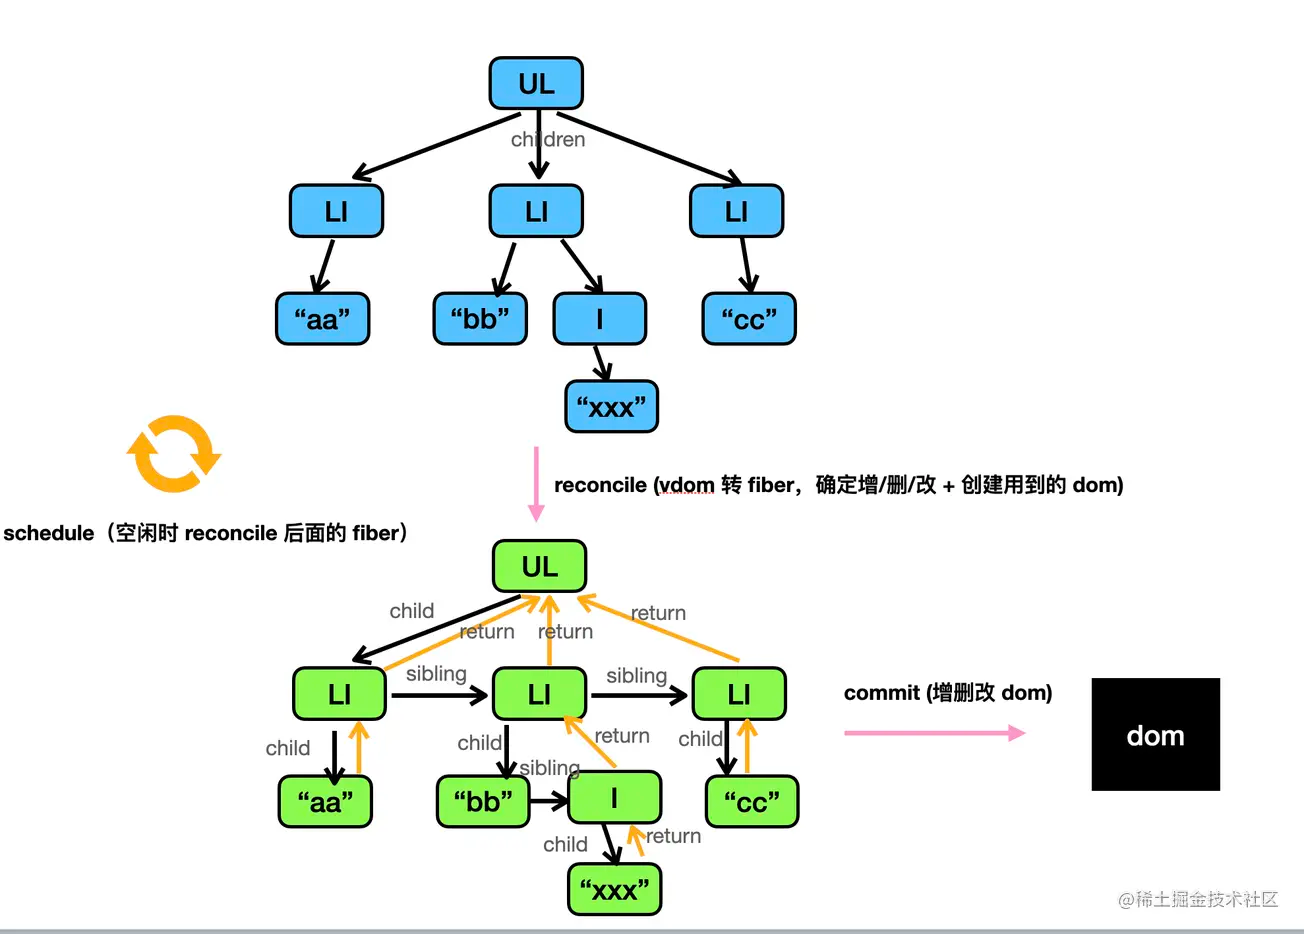 UL
children
LI
LI
LI
“aa”
“bb”
I
“cc”
“xxx”
reconcile (vdom 转 fiber，确定增/删/改 + 创建用到的 dom)
schedule（空闲时 reconcile 后面的 fiber）
UL
child
return
return
return
sibling
sibling
LI
LI
LI
commit (增删改 dom)
dom
child
child
return
child
sibling
“aa”
“bb”
I
“cc”
child
return
“xxx”
@稀土掘金技术社区